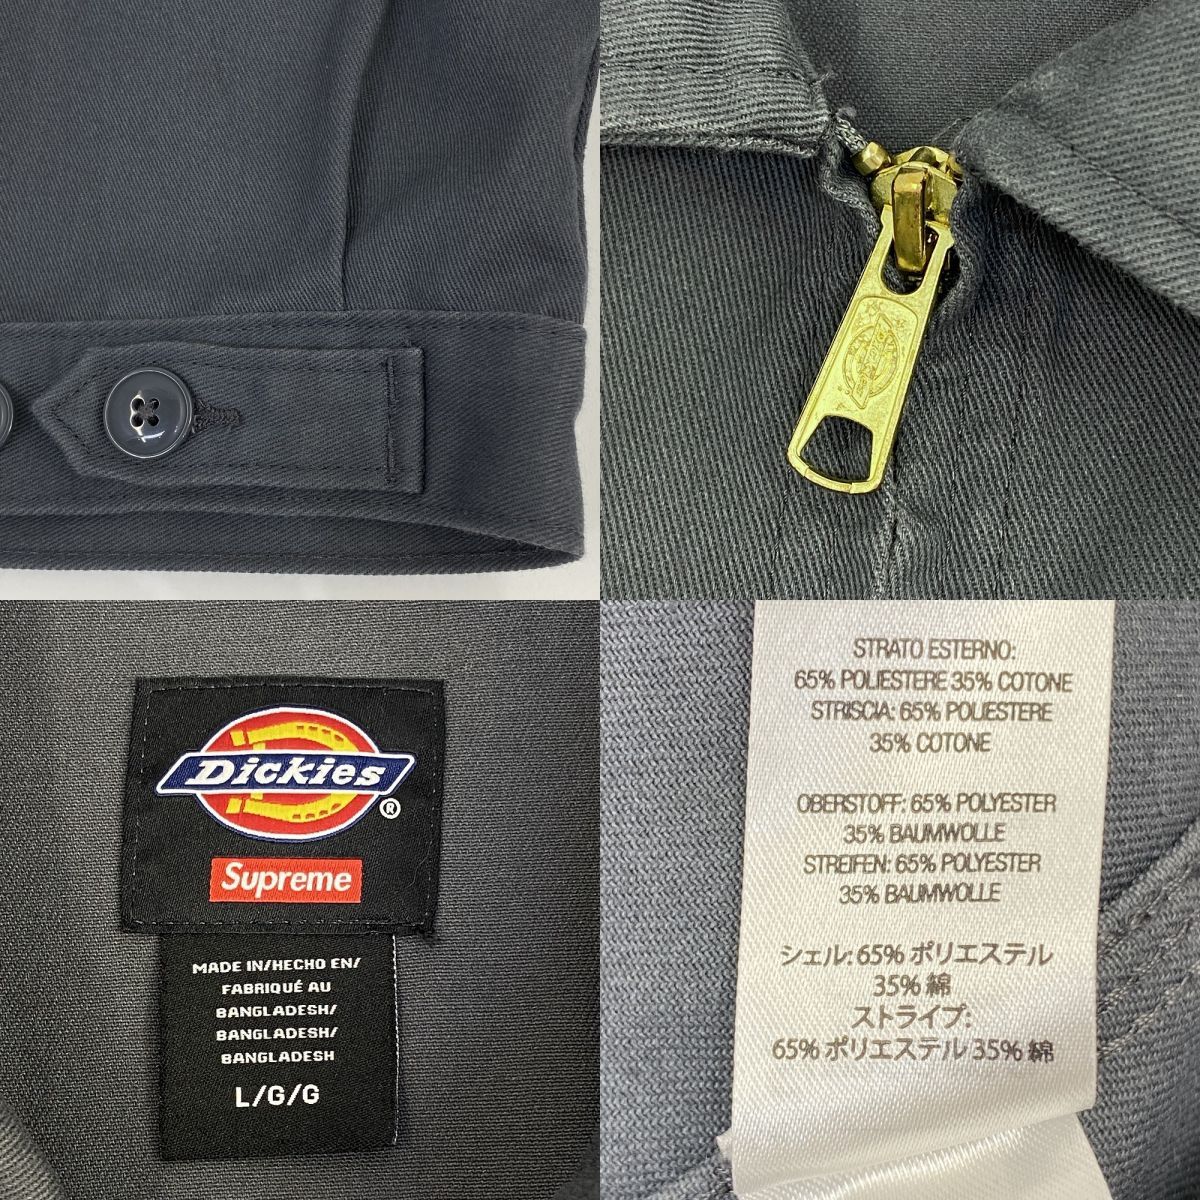 Dickies
®
Supreme
MADE IN/HECHO EN/
FABRIQUÉ AU
BANGLADESH/
BANGLADESH/
BANGLADESH
L/G/G
STRATO ESTERNO:
65% POLIESTERE 35% COTONE
STRISCIA: 65% POLIESTERE
35% COTONE
OBERSTOFF: 65% POLYESTER
35% BAUMWOLLE
STREIFEN: 65% POLYESTER
35% BAUMWOLLE
シェル: 65% ポリエステル
35% 綿
ストライプ:
65% ポリエステル 35% 綿